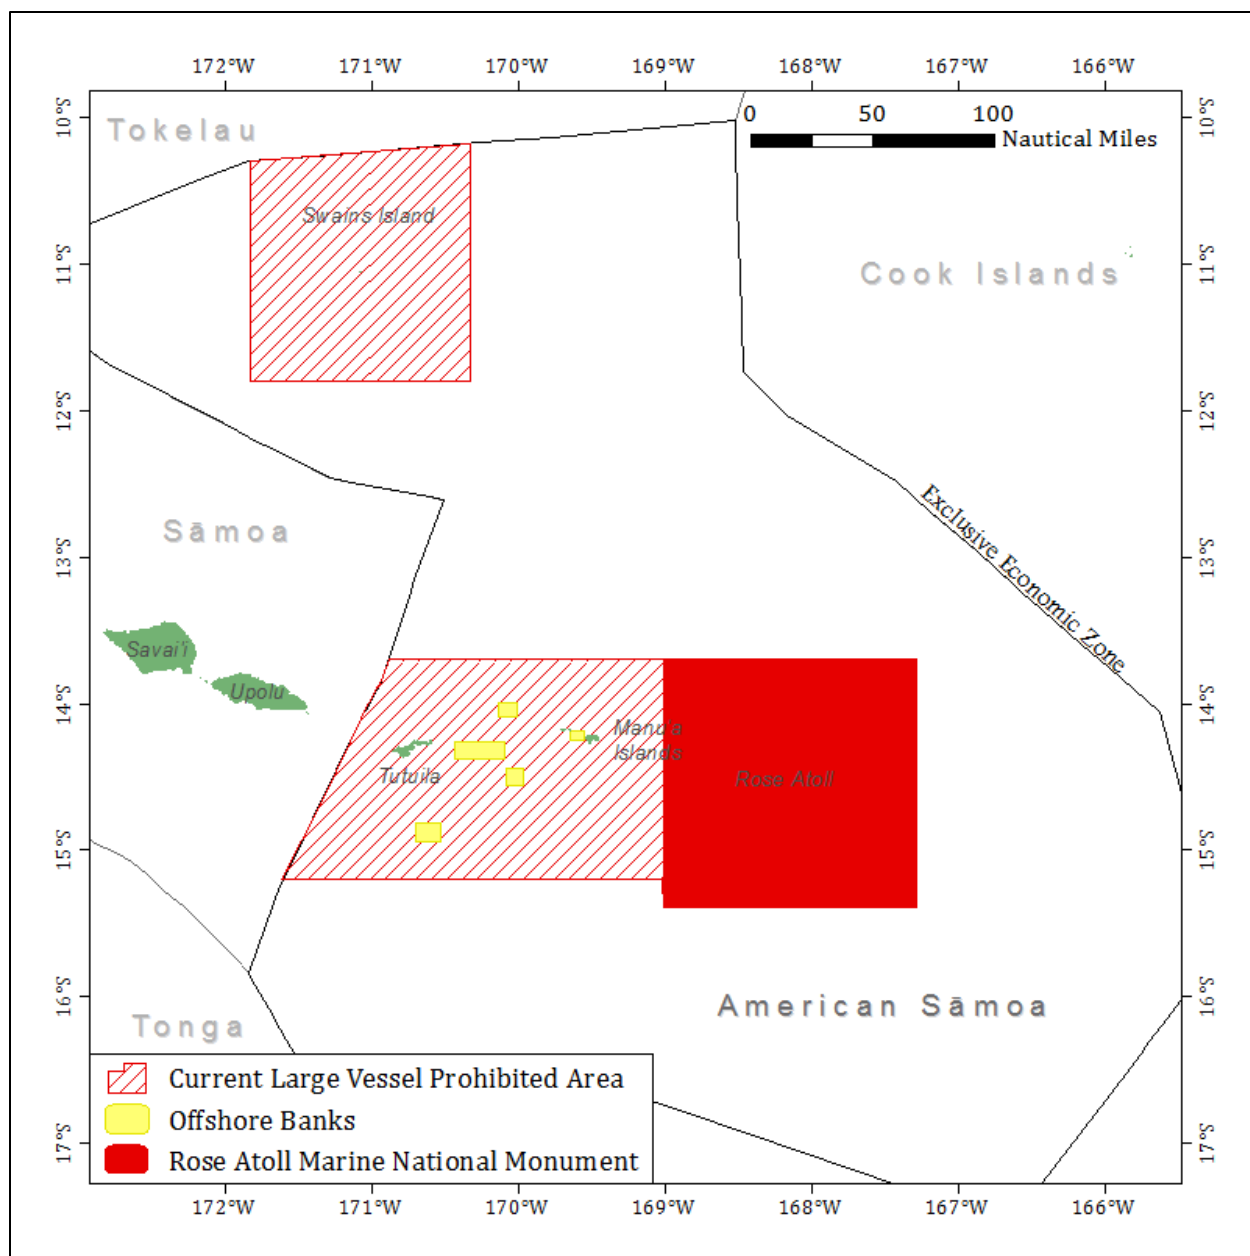 172°W 171°W 170°W 169°W 168°W 167°W 166°W
10°S 10°S
Tokelau
0 50 100
Nautical Miles
Swains Island
11°S 11°S
Cook Islands
12°S 12°S
Exclusive Economic Zone
Sāmoa
13°S 13°S
Savai'i
Upolu
14°S 14°S
Manu'a
Islands
Tutuila
Rose Atoll
15°S 15°S
16°S 16°S
American Sāmoa
Tonga
Current Large Vessel Prohibited Area
Offshore Banks
17°S 17°S
Rose Atoll Marine National Monument
172°W 171°W 170°W 169°W 168°W 167°W 166°W